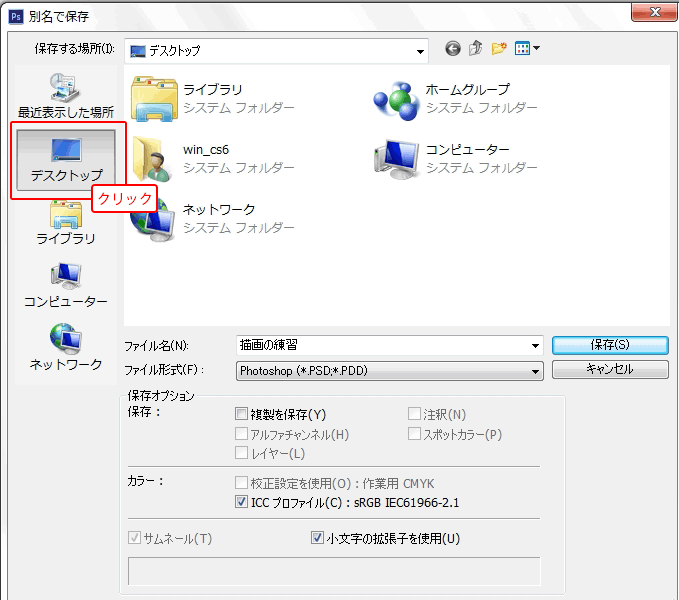 Ps 別名で保存
保存する場所(I):
デスクトップ
最近表示した場所
デスクトップ
クリック
ライブラリ
コンピューター
ネットワーク
ライブラリ
システム フォルダー
ホームグループ
システム フォルダー
win_cs6
システム フォルダー
コンピューター
システム フォルダー
ネットワーク
システム フォルダー
ファイル名(N):
描画の練習
保存(S)
ファイル形式(F):
Photoshop (*.PSD;*.PDD)
キャンセル
保存オプション
保存：
複製を保存(Y)
注釈(N)
アルファチャンネル(H)
スポットカラー(P)
レイヤー(L)
カラー：
校正設定を使用(O)：作業用 CMYK
ICC プロファイル(C)：sRGB IEC61966-2.1
サムネール(T)
小文字の拡張子を使用(U)